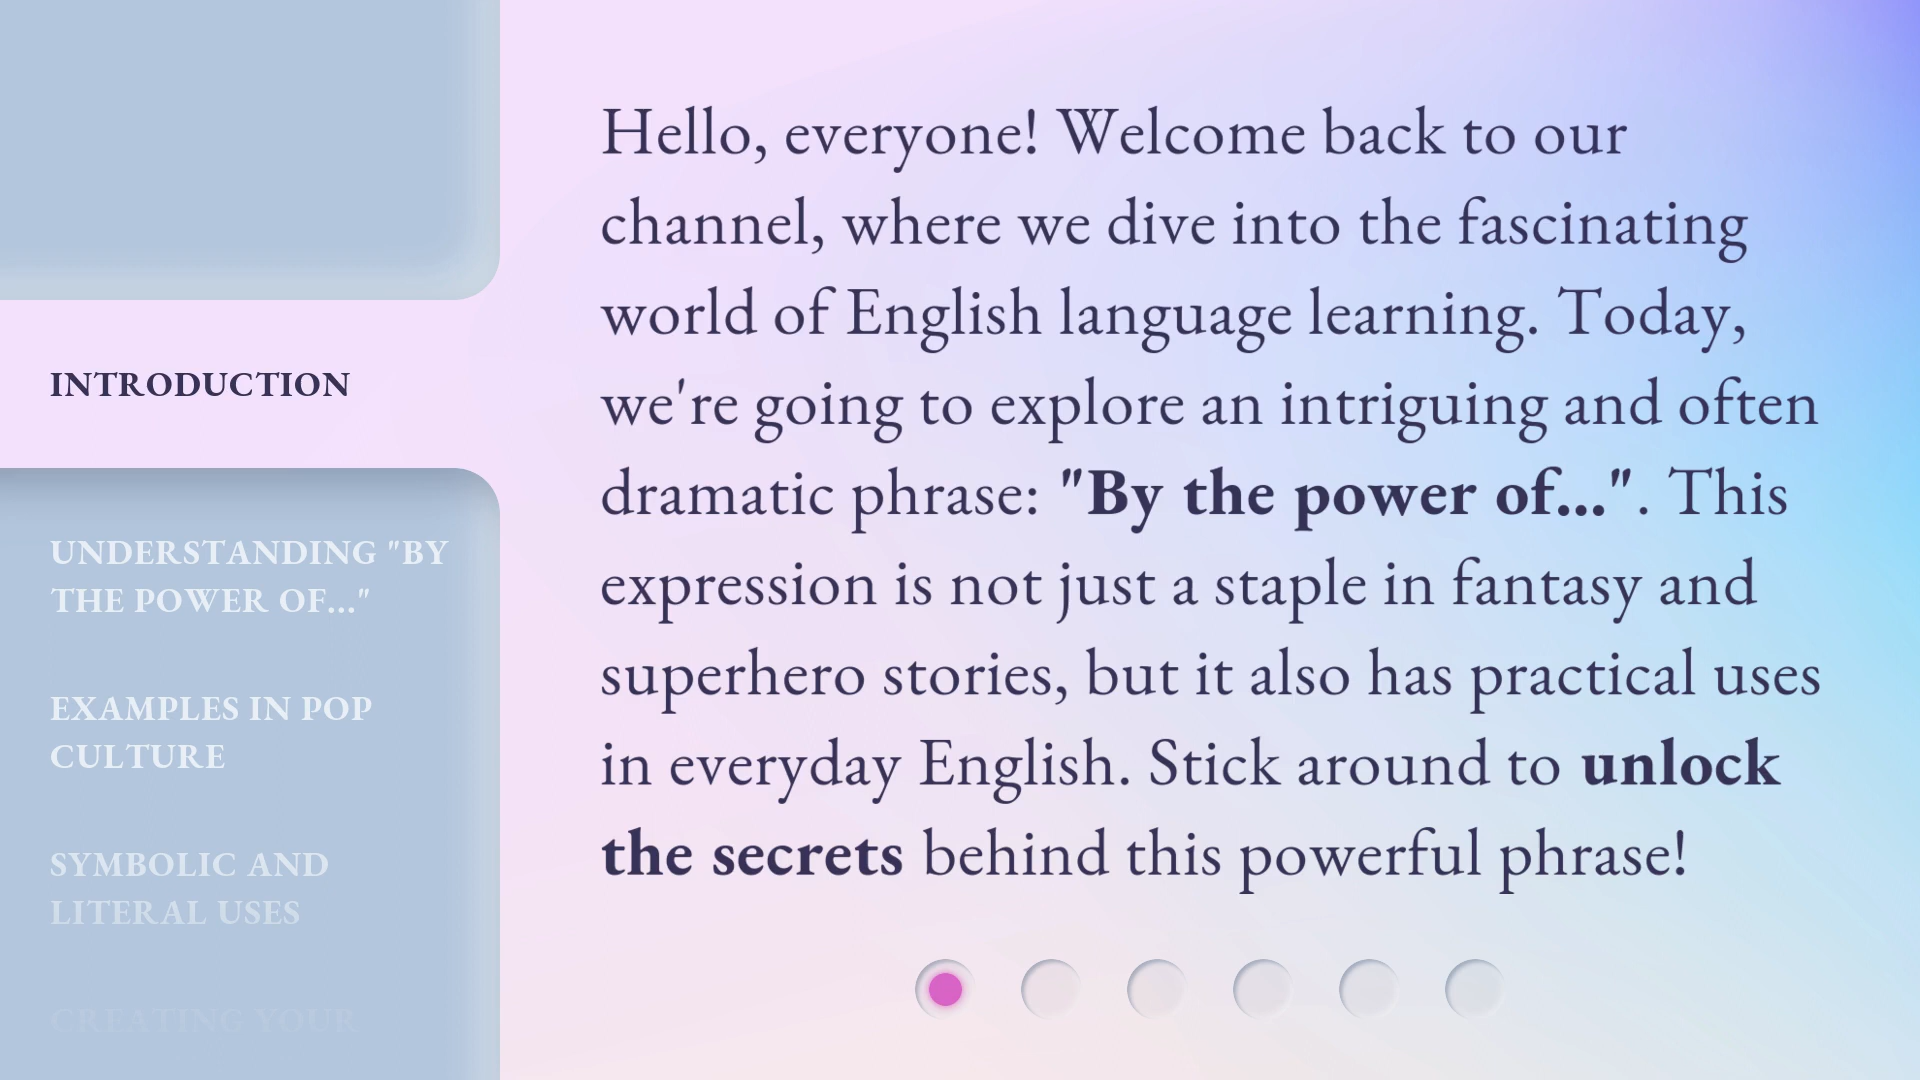 INTRODUCTION
UNDERSTANDING "BY
THE POWER OF..."
EXAMPLES IN POP
CULTURE
SYMBOLIC AND
LITERAL USES
CREATING YOUR
Hello, everyone! Welcome back to our
channel, where we dive into the fascinating
world of English language learning. Today,
we're going to explore an intriguing and often
dramatic phrase: "By the power of...". This
expression is not just a staple in fantasy and
superhero stories, but it also has practical uses
in everyday English. Stick around to unlock
the secrets behind this powerful phrase!